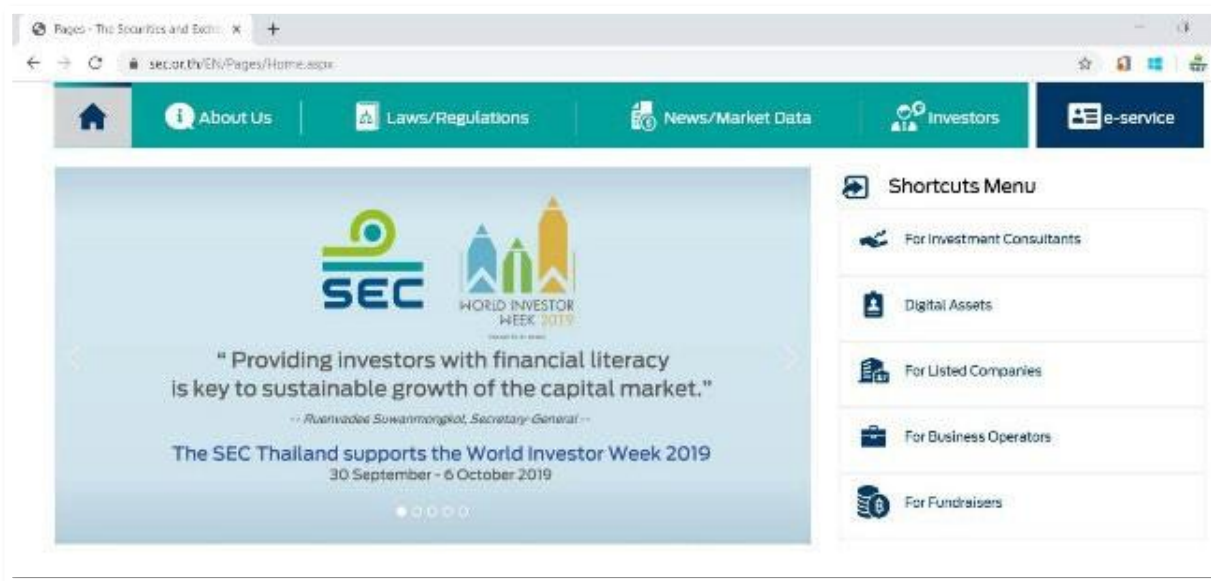 Pages - The Securities and Exch
sec.or.th/EN/Pages/Home.aspx
About Us
Laws/Regulations
News/Market Data
Investors
e-service
SEC
WORLD INVESTOR
WEEK 2019
" Providing investors with financial literacy
is key to sustainable growth of the capital market."
-- Ruenvadee Suwanmongkol, Secretary-General --
The SEC Thailand supports the World Investor Week 2019
30 September - 6 October 2019
Shortcuts Menu
For Investment Consultants
Digital Assets
For Listed Companies
For Business Operators
For Fundraisers